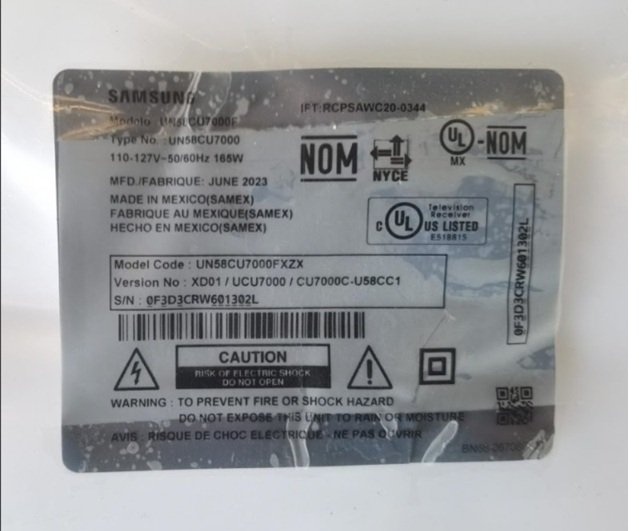 SAMSUNG
IFT:RCPSAWC20-0344
Modelo : UN58CU7000F
Type No. : UN58CU7000
110-127V~50/60Hz 165W
NOM
NYCE
UL -NOM
MX
MFD./FABRIQUE: JUNE 2023
MADE IN MEXICO(SAMEX)
FABRIQUE AU MEXIQUE(SAMEX)
HECHO EN MEXICO(SAMEX)
Television
Receiver
C UL US LISTED
E518815
Model Code : UN58CU7000FXZX
Version No : XD01 / UCU7000 / CU7000C-U58CC1
S/N : 0F3D3CRW601302L
0F3D3CRW601302L
CAUTION
RISK OF ELECTRIC SHOCK
DO NOT OPEN
WARNING : TO PREVENT FIRE OR SHOCK HAZARD
DO NOT EXPOSE THIS UNIT TO RAIN OR MOISTURE
AVIS : RISQUE DE CHOC ELECTRIQUE - NE PAS OUVRIR